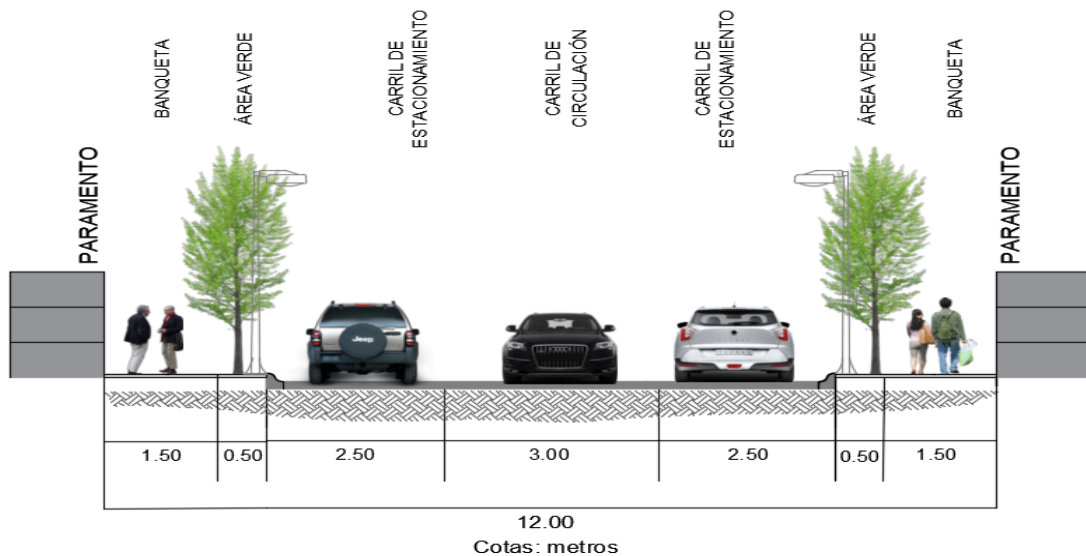 BANQUETA
ÁREA VERDE
CARRIL DE
ESTACIONAMIENTO
CARRIL DE
CIRCULACIÓN
CARRIL DE
ESTACIONAMIENTO
ÁREA VERDE
BANQUETA
PARAMENTO
PARAMENTO
Jeep
1.50
0.50
2.50
3.00
2.50
0.50
1.50
12.00
Cotas: metros